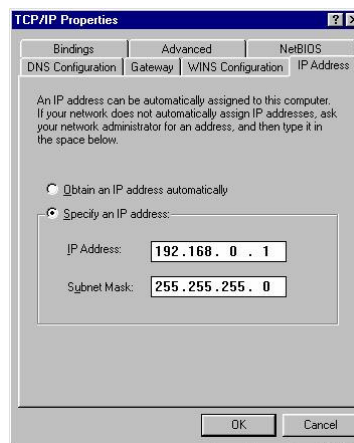 TCP/IP Properties
Bindings Advanced NetBIOS
DNS Configuration Gateway WINS Configuration IP Address
An IP address can be automatically assigned to this computer.
If your network does not automatically assign IP addresses, ask
your network administrator for an address, and then type it in
the space below.
Obtain an IP address automatically
Specify an IP address:
IP Address: 192.168. 0 . 1
Subnet Mask: 255.255.255. 0
OK Cancel